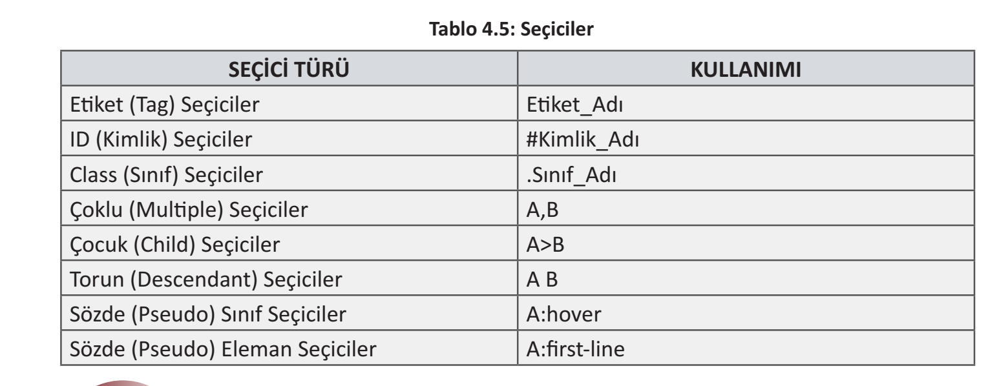 Tablo 4.5: Seçiciler
SEÇİCİ TÜRÜ KULLANIMI
Etiket (Tag) Seçiciler Etiket_Adı
ID (Kimlik) Seçiciler #Kimlik_Adı
Class (Sınıf) Seçiciler .Sınıf_Adı
Çoklu (Multiple) Seçiciler A,B
Çocuk (Child) Seçiciler A>B
Torun (Descendant) Seçiciler A B
Sözde (Pseudo) Sınıf Seçiciler A:hover
Sözde (Pseudo) Eleman Seçiciler A:first-line